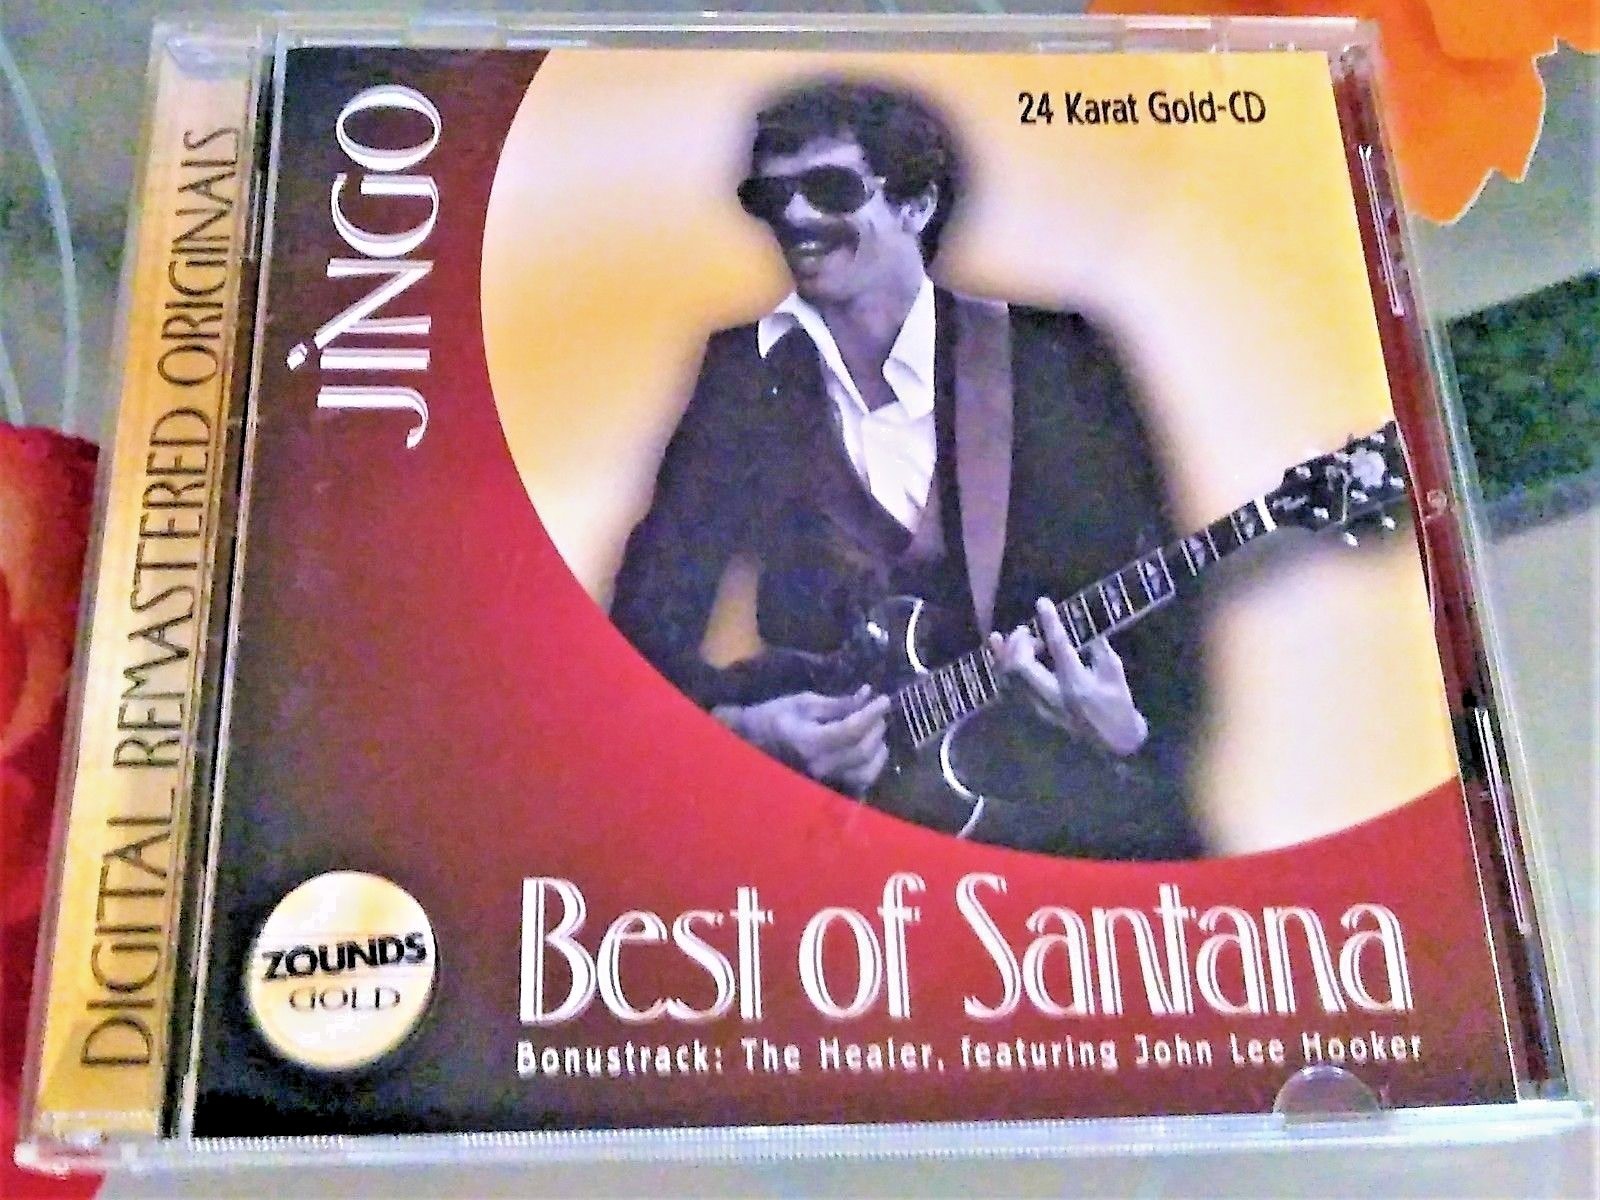 DIGITAL REMASTERED ORIGINALS
JiNGO
24 Karat Gold-CD
ZOUNDS
GOLD
Best of Santana
Bonustrack: The Healer, featuring John Lee Hooker